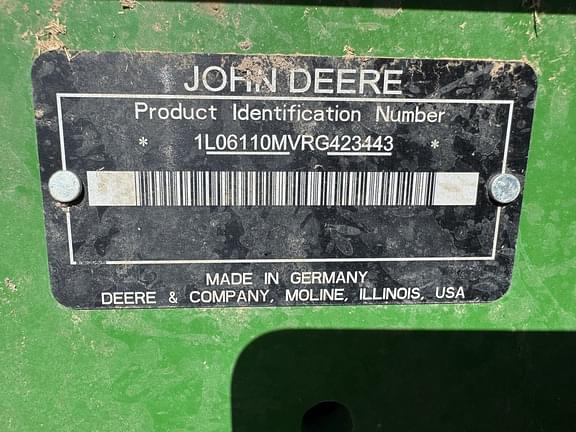 JOHN DEERE
Product Identification Number
* 1L06110MVRG423443 *
MADE IN GERMANY
DEERE & COMPANY, MOLINE, ILLINOIS, USA